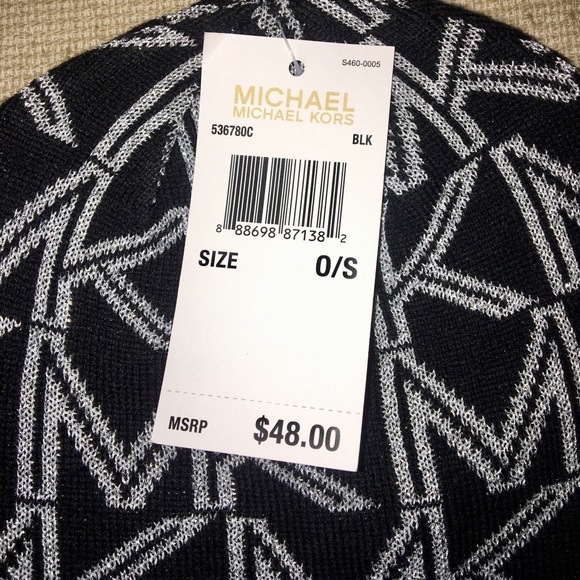 S460-0005
MICHAEL
MICHAEL KORS
536780C BLK
8 88698 87138 2
SIZE O/S
MSRP $48.00